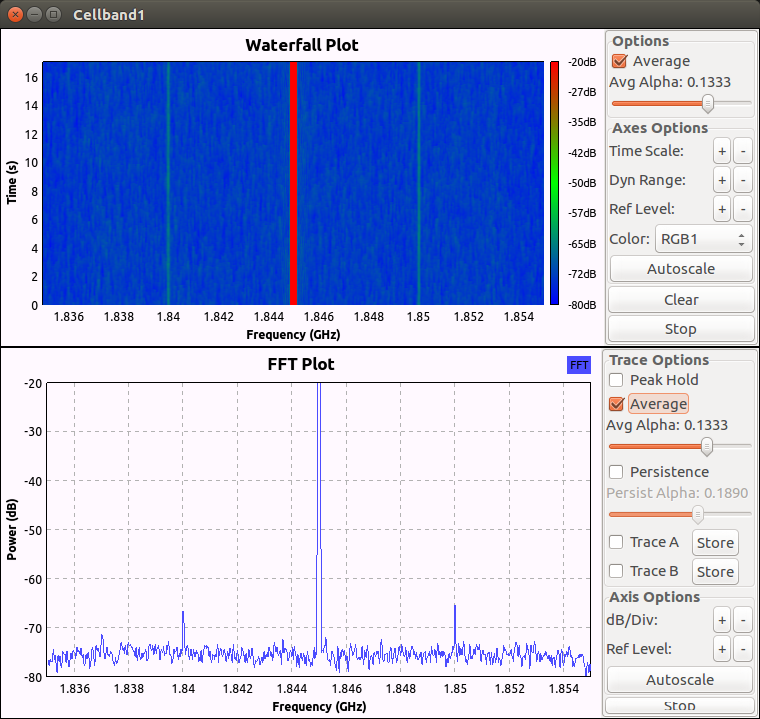 Cellband1
Waterfall Plot
16
14
12
10
8
6
4
2
0
Time (s)
1.836 1.838 1.84 1.842 1.844 1.846 1.848 1.85 1.852 1.854
Frequency (GHz)
-20dB
-27dB
-35dB
-42dB
-50dB
-57dB
-65dB
-72dB
-80dB
Options
Average
Avg Alpha: 0.1333
Axes Options
Time Scale: + -
Dyn Range: + -
Ref Level: + -
Color: RGB1
Autoscale
Clear
Stop
FFT Plot
FFT
-20
-30
-40
-50
-60
-70
-80
Power (dB)
1.836 1.838 1.84 1.842 1.844 1.846 1.848 1.85 1.852 1.854
Frequency (GHz)
Trace Options
Peak Hold
Average
Avg Alpha: 0.1333
Persistence
Persist Alpha: 0.1890
Trace A Store
Trace B Store
Axis Options
dB/Div: + -
Ref Level: + -
Autoscale
Stop